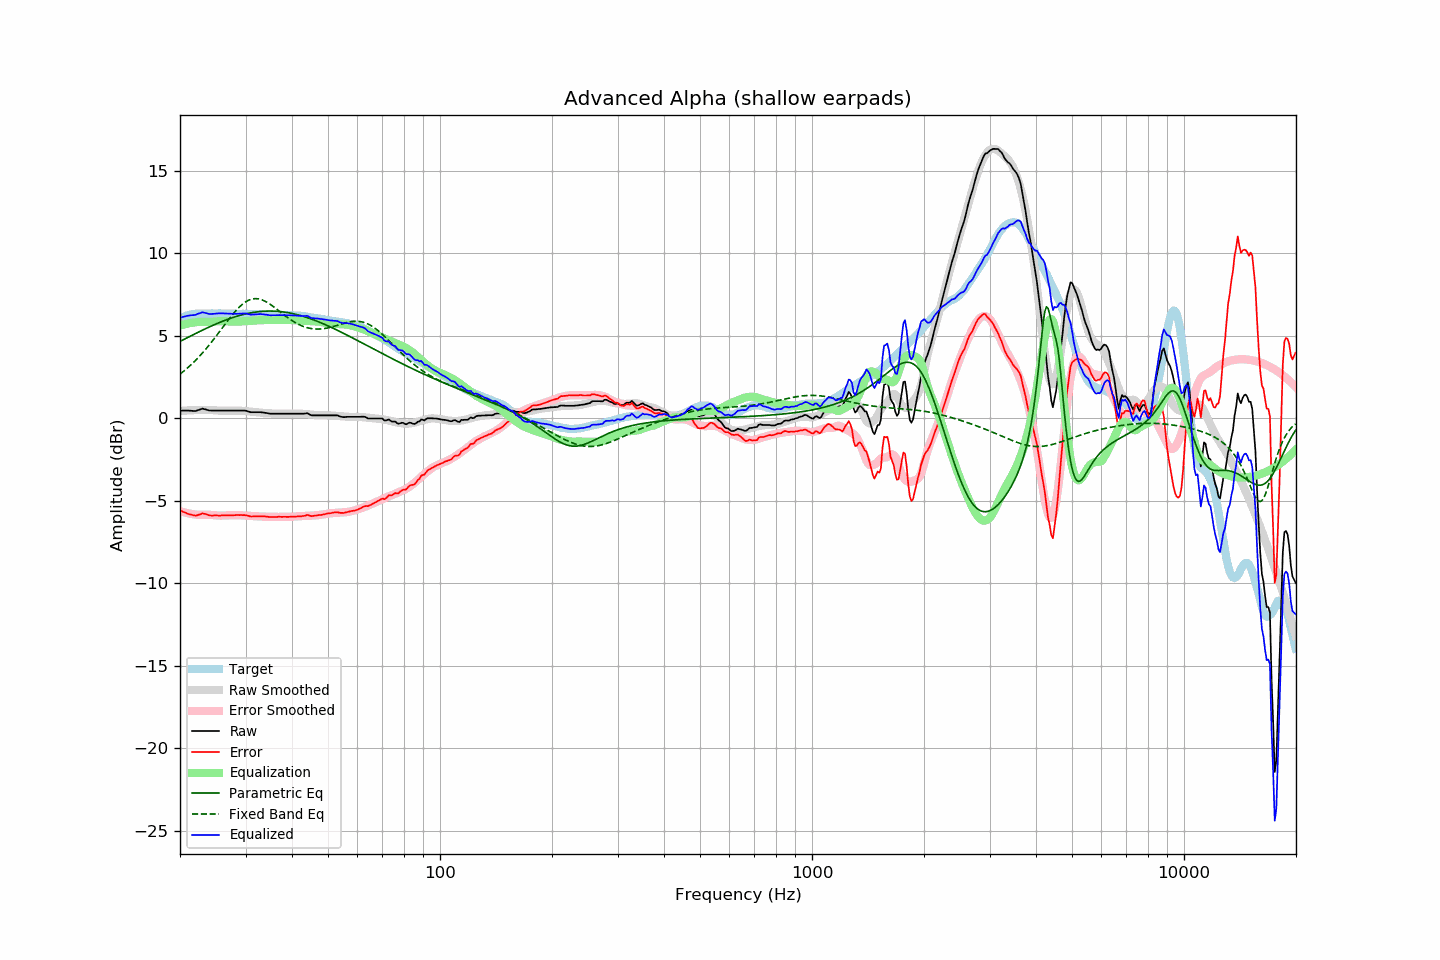 Advanced Alpha (shallow earpads)
Amplitude (dBr)
15
10
5
0
−5
−10
−15
−20
−25
Target
Raw Smoothed
Error Smoothed
Raw
Error
Equalization
Parametric Eq
Fixed Band Eq
Equalized
100
1000
10000
Frequency (Hz)